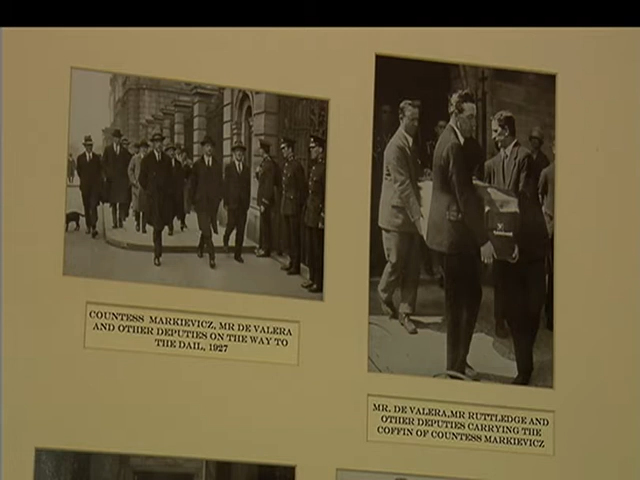 COUNTESS MARKIEVICZ, MR DE VALERA
AND OTHER DEPUTIES ON THE WAY TO
THE DAIL, 1927
MR. DE VALERA,MR RUTTLEDGE AND
OTHER DEPUTIES CARRYING THE
COFFIN OF COUNTESS MARKIEVICZ